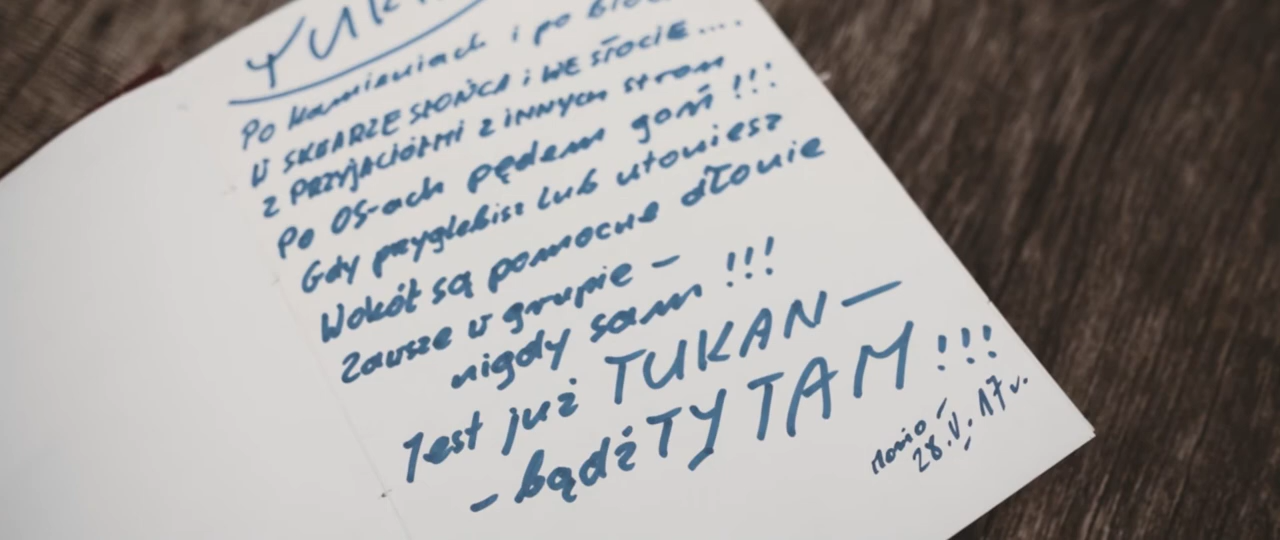 Po kamieniach i po
W SKWARZE SŁOŃCA i WE SŁOCIE ....
z PRZYJACIÓŁMI z INNYCH stron
Po OS-ach pędem goń !!!
Gdy przyglebisz lub utoniesz
Wokół są pomocne dłonie
Zawsze w grupie –
nigdy sam !!!
Jest już TUKAN –
– bądź TY TAM !!!
28.V.17r.